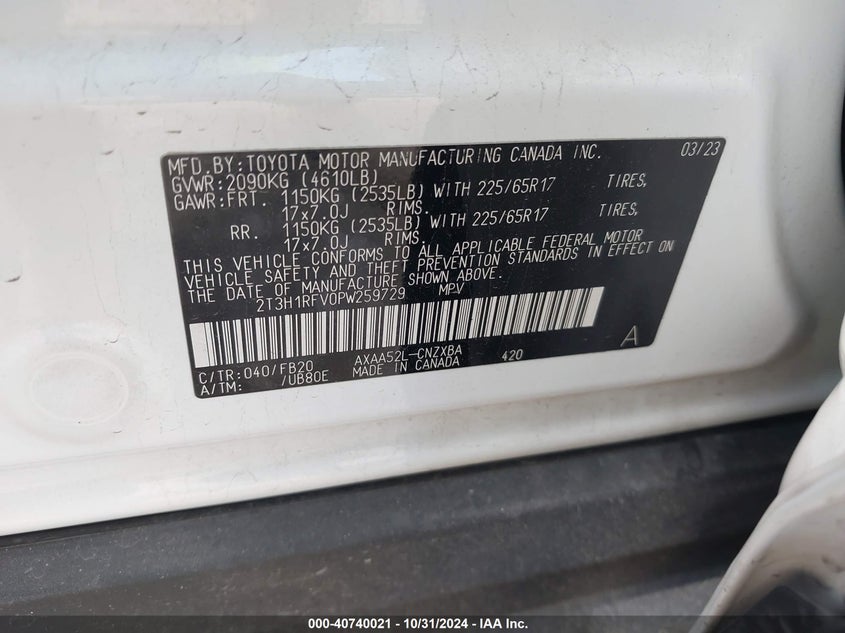 MFD.BY:TOYOTA MOTOR MANUFACTURING CANADA INC. 03/23
GVWR:2090KG (4610LB)
GAWR:FRT. 1150KG (2535LB) WITH 225/65R17 TIRES,
17x7.0J RIMS.
RR. 1150KG (2535LB) WITH 225/65R17 TIRES,
17x7.0J RIMS.
THIS VEHICLE CONFORMS TO ALL APPLICABLE FEDERAL MOTOR
VEHICLE SAFETY AND THEFT PREVENTION STANDARDS IN EFFECT ON
THE DATE OF MANUFACTURE SHOWN ABOVE.
2T3H1RFV0PW259729 MPV
C/TR:040/FB20 AXAA52L-CNZXBA 420 A
A/TM: /UB80E MADE IN CANADA
000-40740021 - 10/31/2024 - IAA Inc.